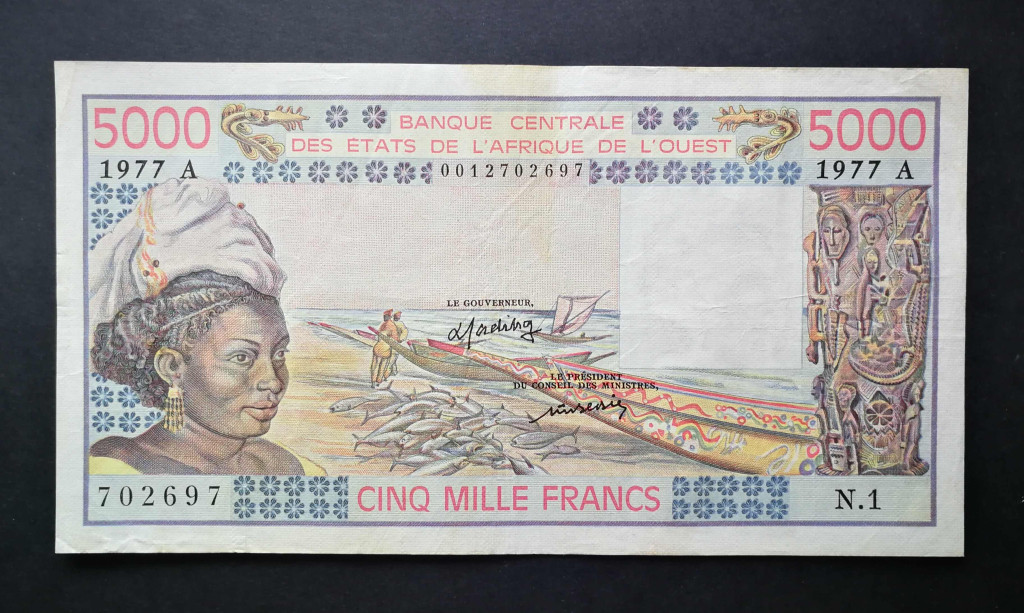 5000
BANQUE CENTRALE
DES ÉTATS DE L'AFRIQUE DE L'OUEST
5000
1977 A
0012702697
1977 A
LE GOUVERNEUR,
LE PRÉSIDENT
DU CONSEIL DES MINISTRES,
702697
CINQ MILLE FRANCS
N.1